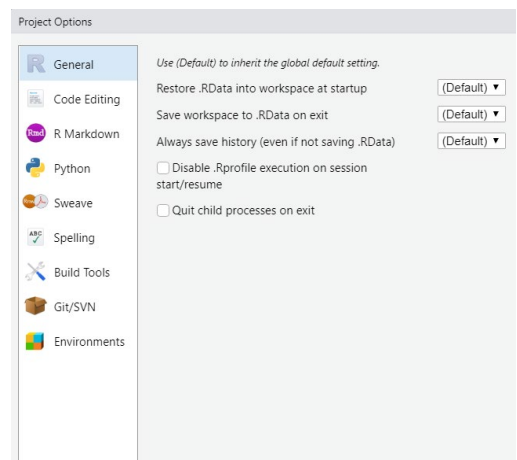 Project Options
General
Code Editing
R Markdown
Python
Sweave
Spelling
Build Tools
Git/SVN
Environments
Use (Default) to inherit the global default setting.
Restore .RData into workspace at startup (Default)
Save workspace to .RData on exit (Default)
Always save history (even if not saving .RData) (Default)
Disable .Rprofile execution on session
start/resume
Quit child processes on exit